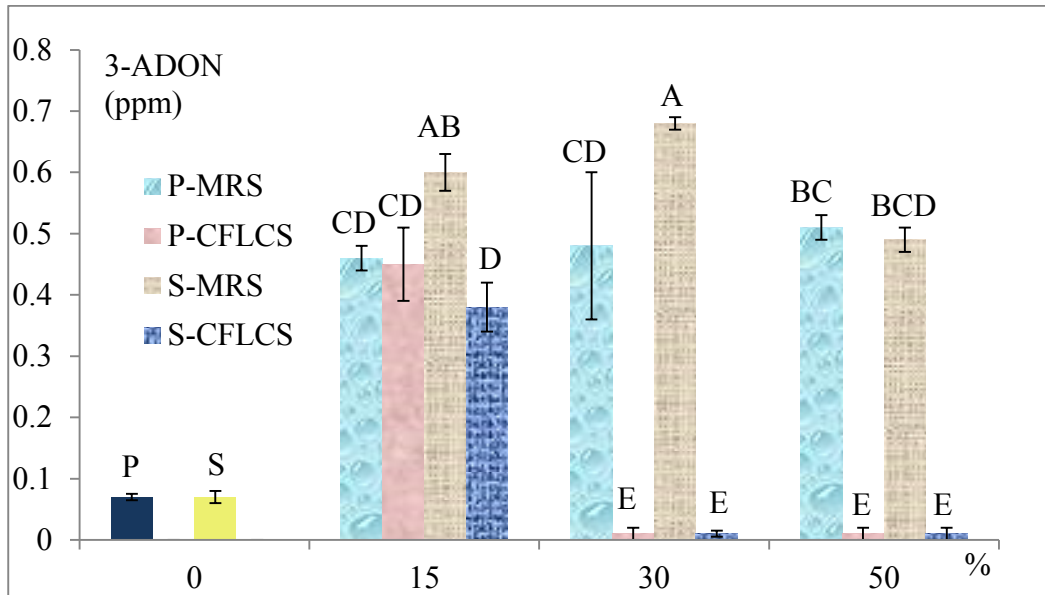 0.8
0.7
0.6
0.5
0.4
0.3
0.2
0.1
0
3-ADON
(ppm)
P-MRS
P-CFLCS
S-MRS
S-CFLCS
P
S
CD
CD
AB
D
CD
E
A
E
BC
E
BCD
E
0
15
30
50
%